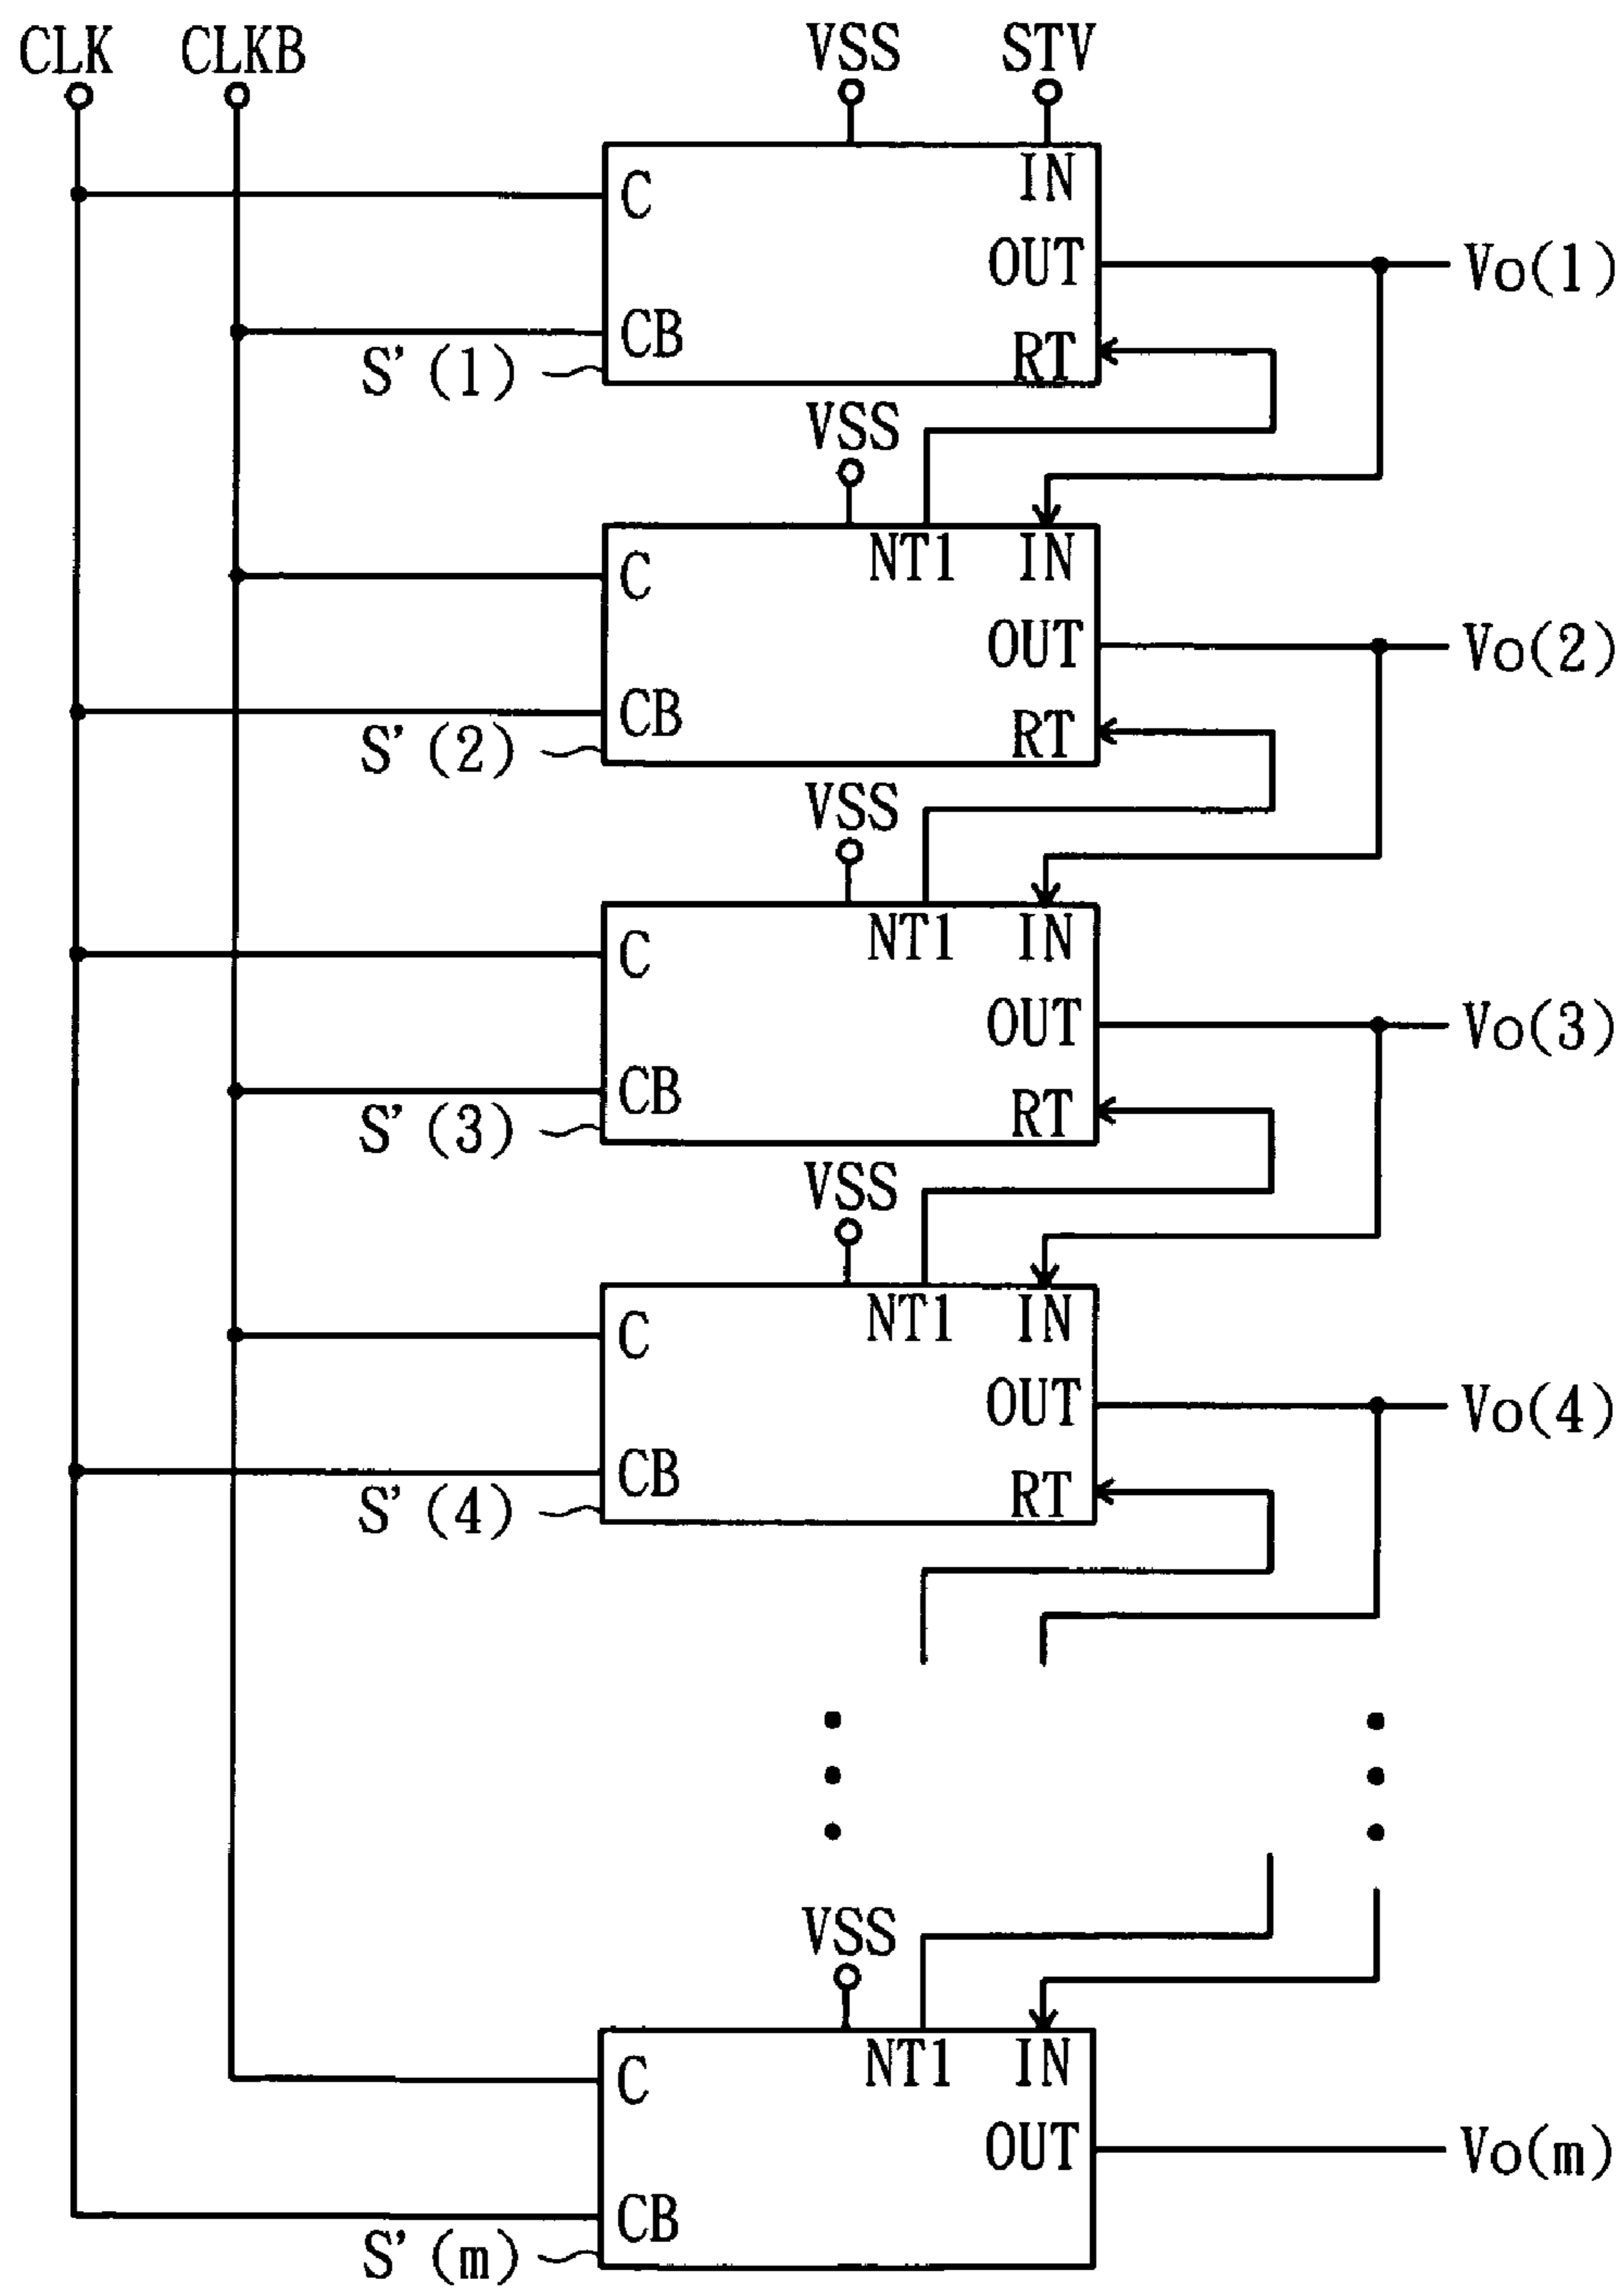 CLK CLKB VSS STV
C IN
OUT Vo(1)
CB RT
S'(1)
VSS
C NT1 IN
OUT Vo(2)
CB RT
S'(2)
VSS
C NT1 IN
OUT Vo(3)
CB RT
S'(3)
VSS
C NT1 IN
OUT Vo(4)
CB RT
S'(4)
VSS
C NT1 IN
OUT Vo(m)
CB
S'(m)